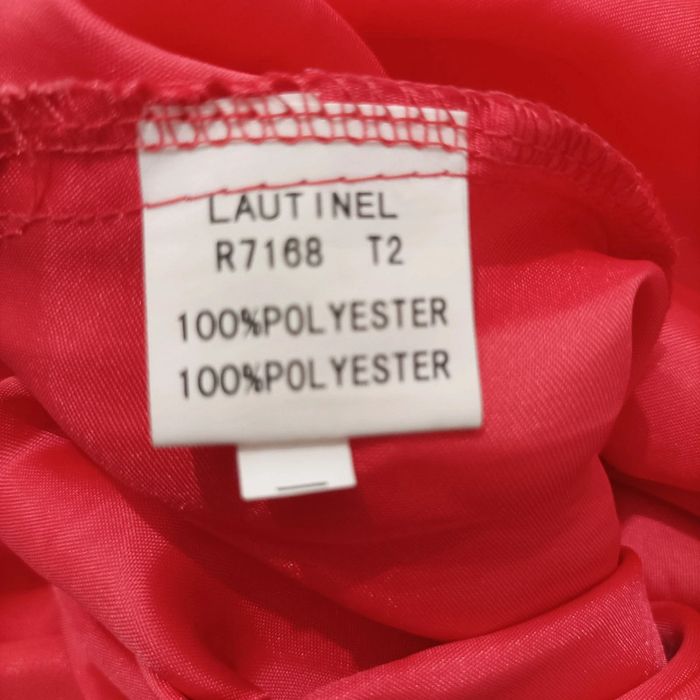 LAUTINEL
R7168 T2
100%POLYESTER
100%POLYESTER